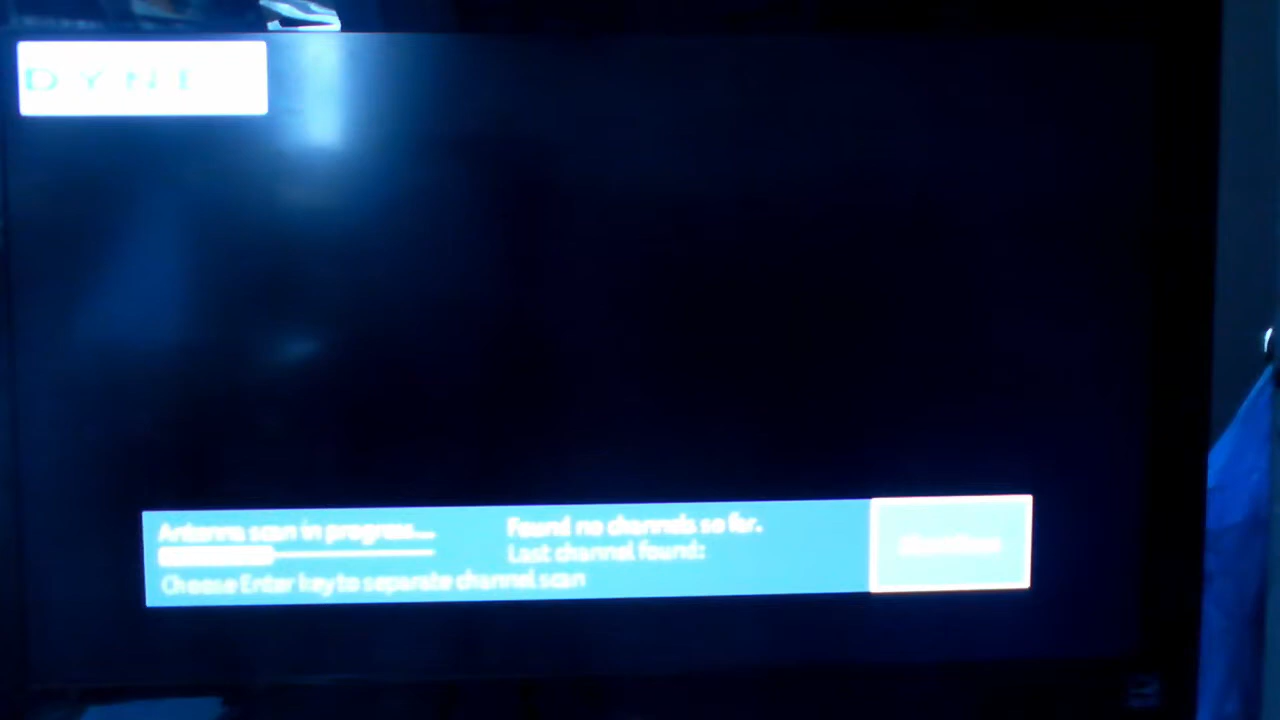 D Y N E
Antenna scan in progress...
Found no channels so far.
Last channel found:
Choose Enter key to separate channel scan